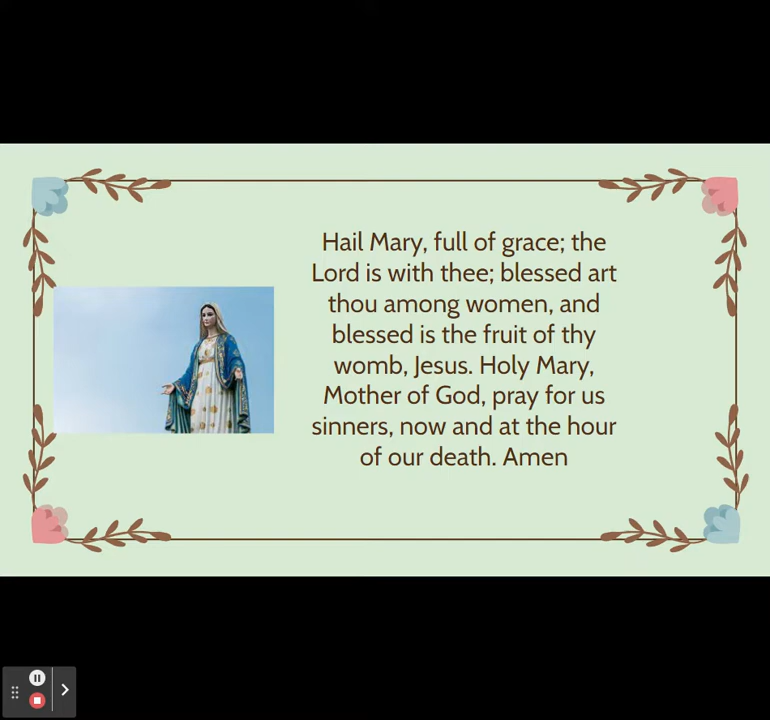 Hail Mary, full of grace; the
Lord is with thee; blessed art
thou among women, and
blessed is the fruit of thy
womb, Jesus. Holy Mary,
Mother of God, pray for us
sinners, now and at the hour
of our death. Amen